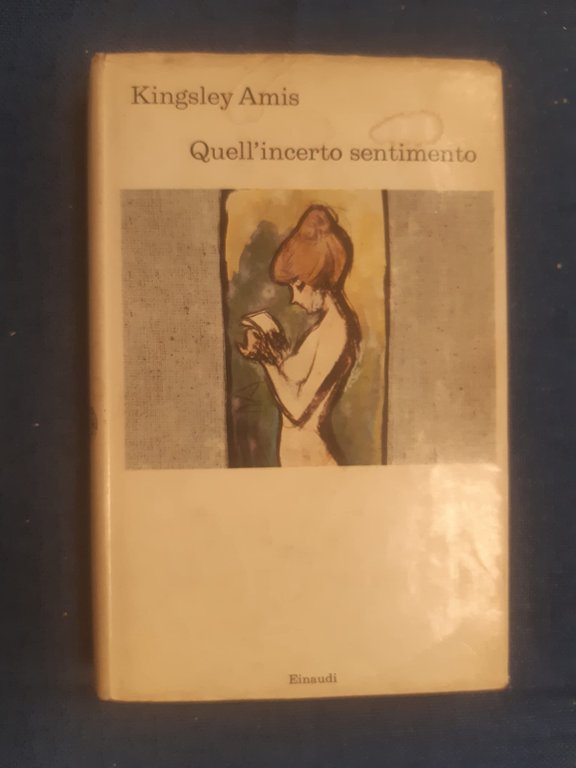 Kingsley Amis
Quell'incerto sentimento
Einaudi